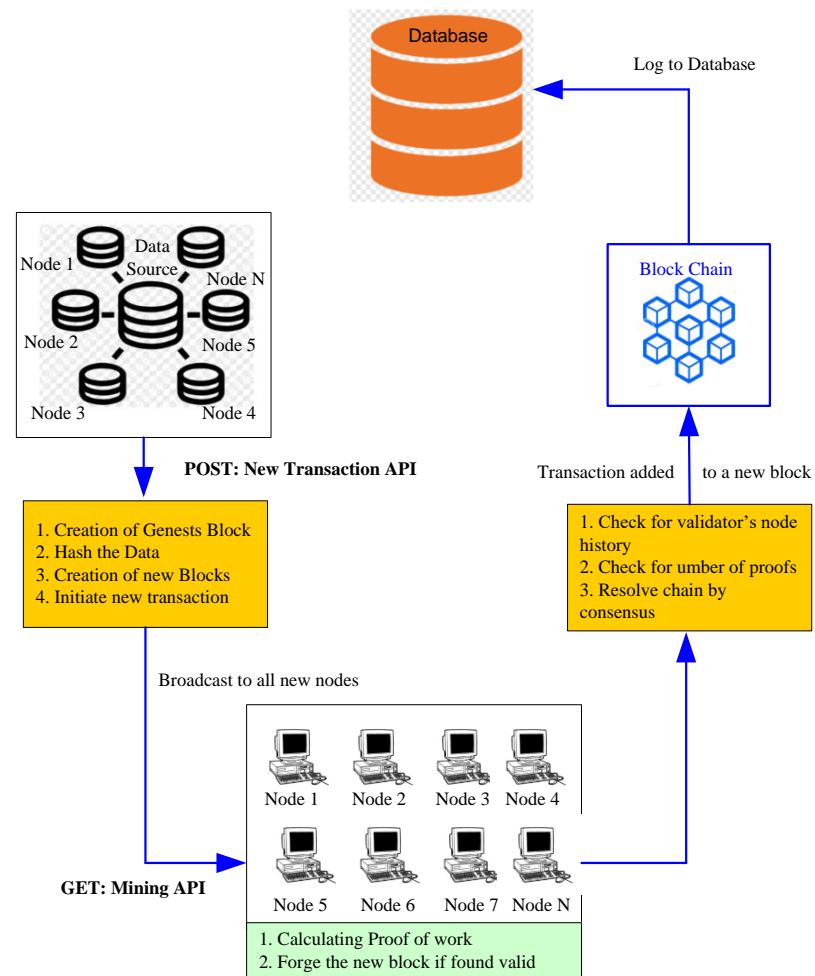 Database
Log to Database
Data
Source
Node 1
Node N
Node 2
Node 5
Node 3
Node 4
Block Chain
POST: New Transaction API
Transaction added to a new block
1. Creation of Genests Block
2. Hash the Data
3. Creation of new Blocks
4. Initiate new transaction
1. Check for validator’s node
history
2. Check for umber of proofs
3. Resolve chain by
consensus
Broadcast to all new nodes
Node 1 Node 2 Node 3 Node 4
Node 5 Node 6 Node 7 Node N
GET: Mining API
1. Calculating Proof of work
2. Forge the new block if found valid